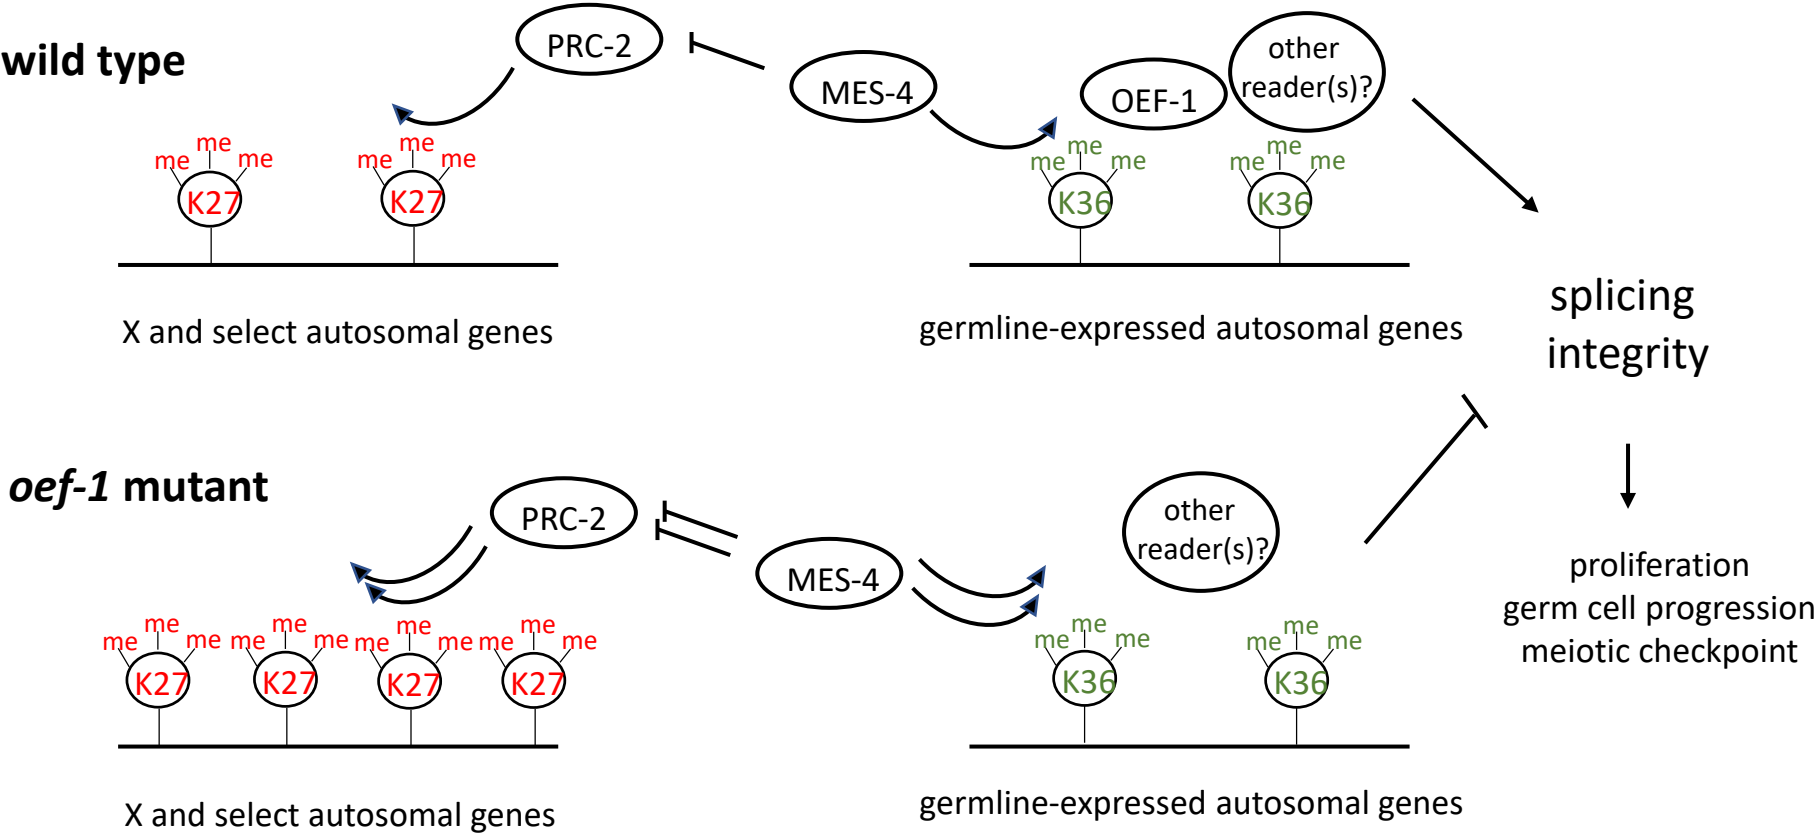 wild type
PRC-2
MES-4
OEF-1
other
reader(s)?
me
me
me
K27
me
me
me
K27
me
me
me
K36
me
me
me
K36
X and select autosomal genes
germline-expressed autosomal genes
splicing
integrity
oef-1 mutant
PRC-2
MES-4
other
reader(s)?
me
me
me
K27
me
me
me
K27
me
me
me
K27
me
me
me
K27
me
me
me
K36
me
me
me
K36
X and select autosomal genes
germline-expressed autosomal genes
proliferation
germ cell progression
meiotic checkpoint